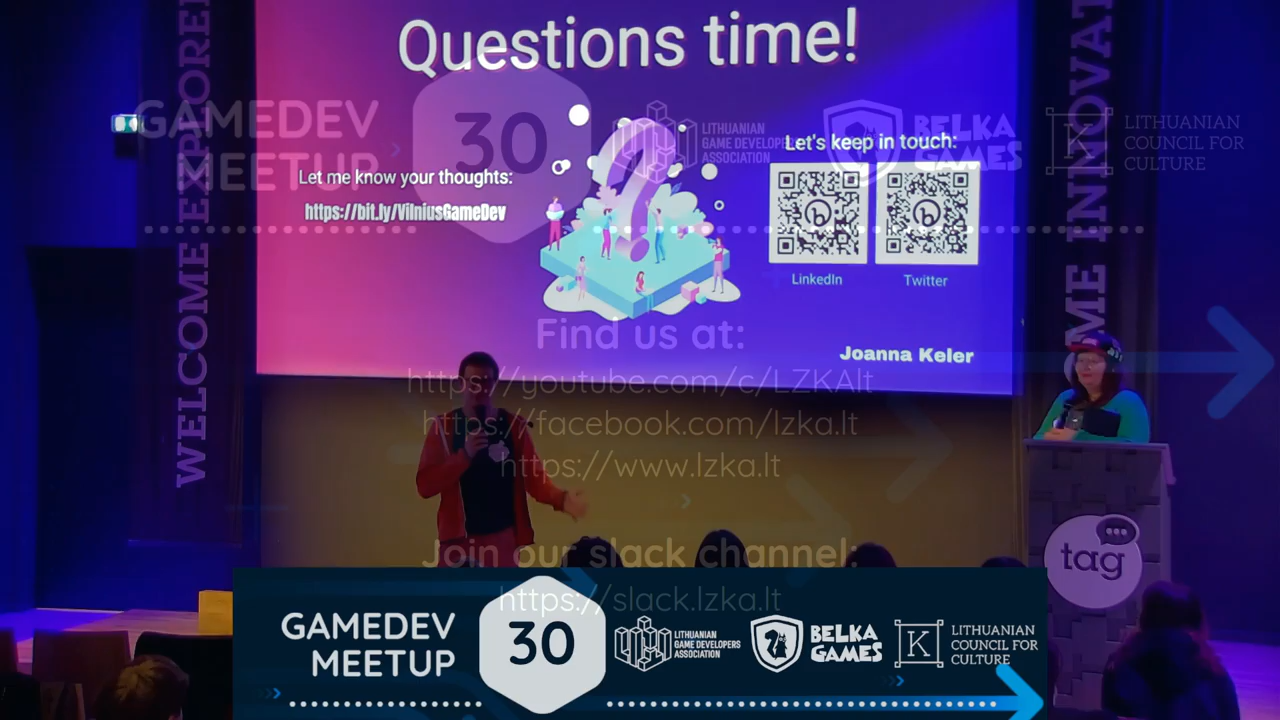 Questions time!
GAMEDEV
MEETUP
30
LITHUANIAN
GAME DEVELOPERS
ASSOCIATION
BELKA
GAMES
K
LITHUANIAN
COUNCIL FOR
CULTURE
Let's keep in touch:
Let me know your thoughts:
https://bit.ly/VilniusGameDev
LinkedIn
Twitter
Joanna Keler
WELCOME EXPLORE
ME INNOVAT
Find us at:
https://youtube.com/c/LZKAlt
https://facebook.com/lzka.lt
https://www.lzka.lt
Join our slack channel:
https://slack.lzka.lt
tag
GAMEDEV
MEETUP
30
LITHUANIAN
GAME DEVELOPERS
ASSOCIATION
BELKA
GAMES
K
LITHUANIAN
COUNCIL FOR
CULTURE